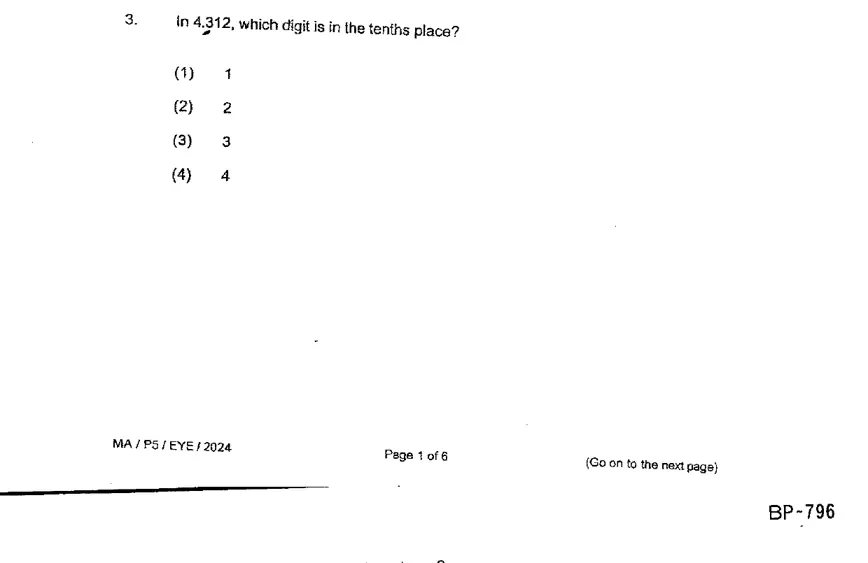 3. In 4.312, which digit is in the tenths place?
(1) 1
(2) 2
(3) 3
(4) 4
MA / P5 / EYE / 2024
Page 1 of 6
(Go on to the next page)
BP-796